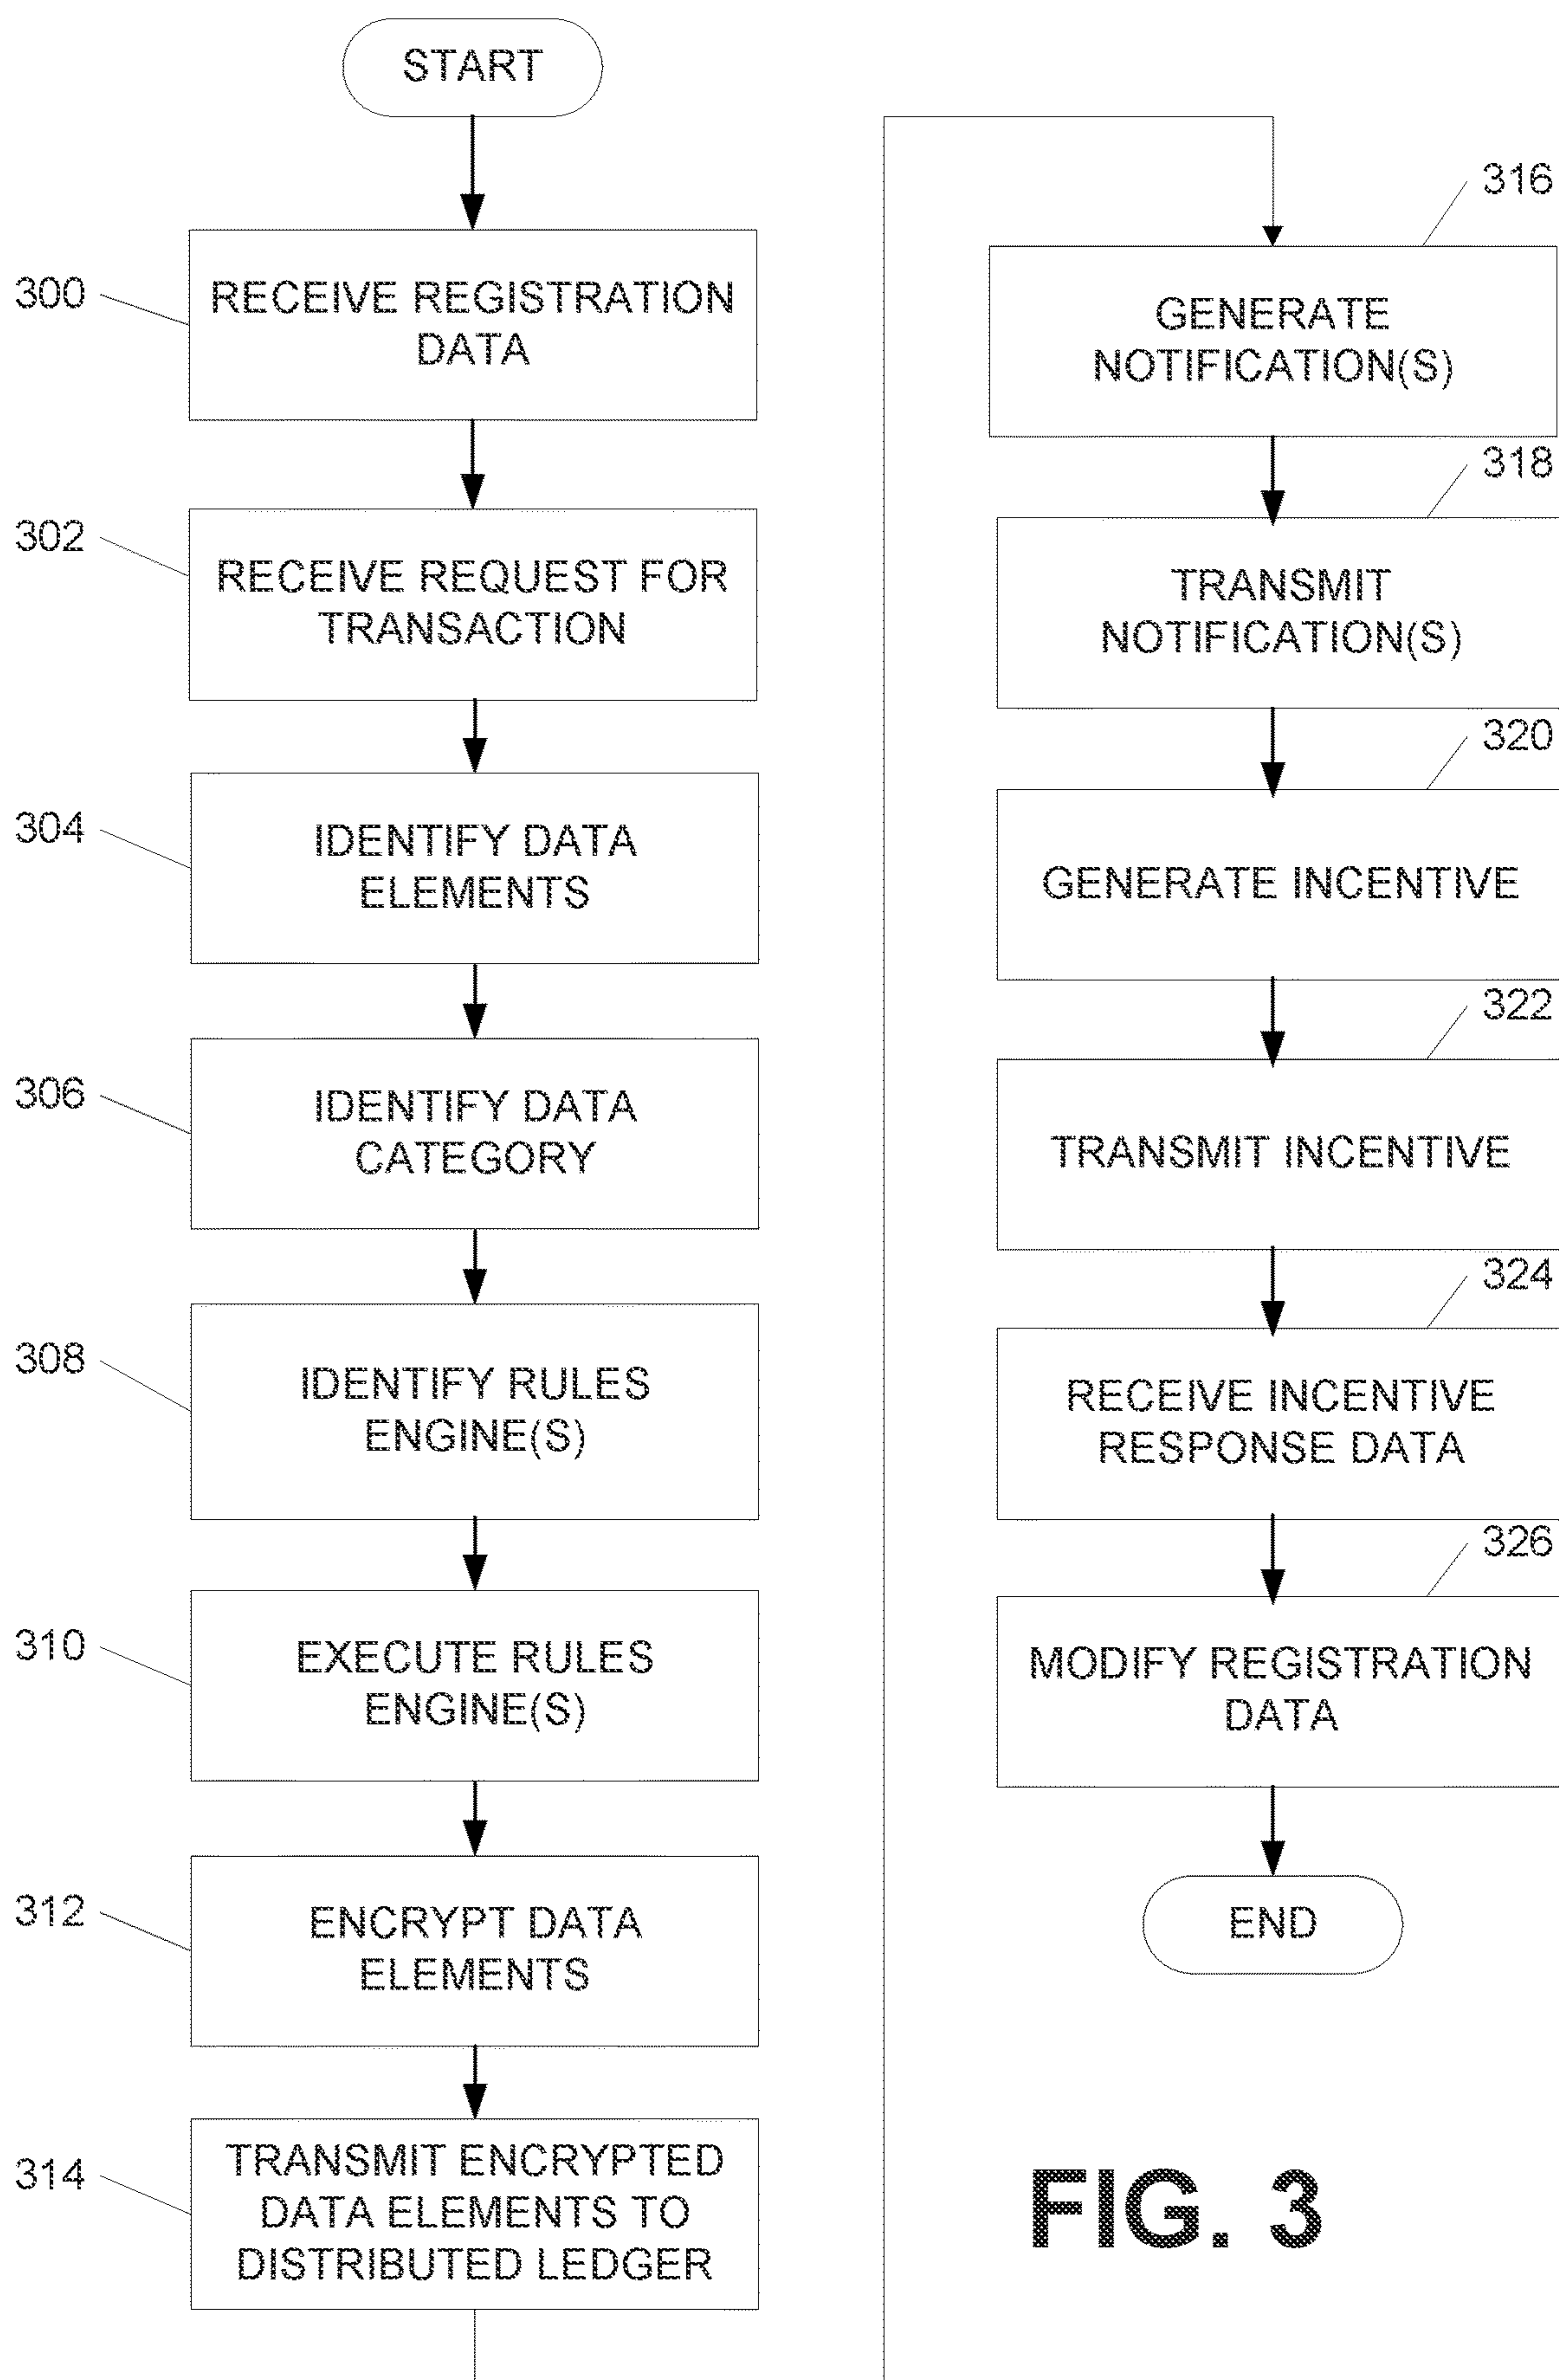 START
300
RECEIVE REGISTRATION
DATA
302
RECEIVE REQUEST FOR
TRANSACTION
304
IDENTIFY DATA
ELEMENTS
306
IDENTIFY DATA
CATEGORY
308
IDENTIFY RULES
ENGINE(S)
310
EXECUTE RULES
ENGINE(S)
312
ENCRYPT DATA
ELEMENTS
314
TRANSMIT ENCRYPTED
DATA ELEMENTS TO
DISTRIBUTED LEDGER
316
GENERATE
NOTIFICATION(S)
318
TRANSMIT
NOTIFICATION(S)
320
GENERATE INCENTIVE
322
TRANSMIT INCENTIVE
324
RECEIVE INCENTIVE
RESPONSE DATA
326
MODIFY REGISTRATION
DATA
END
FIG. 3